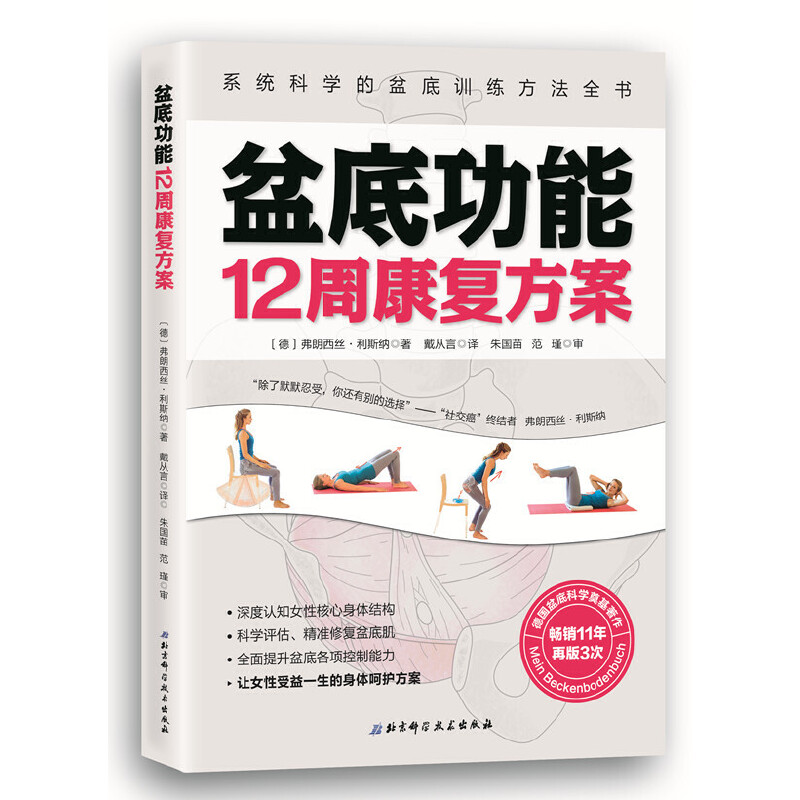 系统科学的盆底训练方法全书
盆底功能
12周康复方案
［德］弗朗西丝·利斯纳◎著 戴从言◎译 朱国苗 范 瑾◎审
“除了默默忍受，你还有别的选择”——“社交癌”终结者 弗朗西丝·利斯纳
·深度认知女性核心身体结构
·科学评估、精准修复盆底肌
·全面提升盆底各项控制能力
▸让女性受益一生的身体呵护方案
德国盆底科学奠基著作
畅销11年
再版3次
Mein Beckenbodenbuch
北京科学技术出版社
盆底功能12周康复方案
［德］弗朗西丝·利斯纳◎著 戴从言◎译◎ 朱国苗 范 瑾◎审
北京科学技术出版社